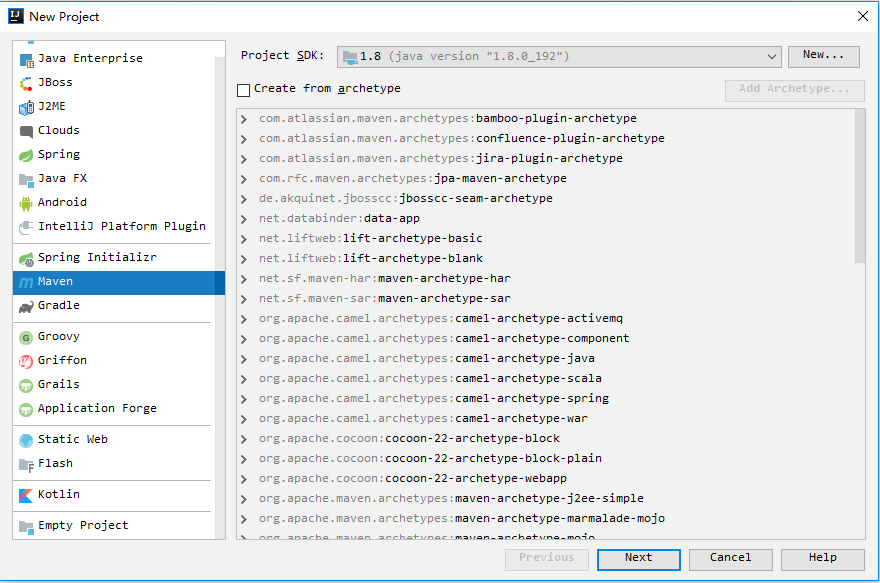 New Project
Java Enterprise
JBoss
J2ME
Clouds
Spring
Java FX
Android
IntelliJ Platform Plugin
Spring Initializr
Maven
Gradle
Groovy
Griffon
Grails
Application Forge
Static Web
Flash
Kotlin
Empty Project
Project SDK: 1.8 (java version "1.8.0_192") New...
Create from archetype Add Archetype...
com.atlassian.maven.archetypes:bamboo-plugin-archetype
com.atlassian.maven.archetypes:confluence-plugin-archetype
com.atlassian.maven.archetypes:jira-plugin-archetype
com.rfc.maven.archetypes:jpa-maven-archetype
de.akquinet.jbosscc:jbosscc-seam-archetype
net.databinder:data-app
net.liftweb:lift-archetype-basic
net.liftweb:lift-archetype-blank
net.sf.maven-har:maven-archetype-har
net.sf.maven-sar:maven-archetype-sar
org.apache.camel.archetypes:camel-archetype-activemq
org.apache.camel.archetypes:camel-archetype-component
org.apache.camel.archetypes:camel-archetype-java
org.apache.camel.archetypes:camel-archetype-scala
org.apache.camel.archetypes:camel-archetype-spring
org.apache.camel.archetypes:camel-archetype-war
org.apache.cocoon:cocoon-22-archetype-block
org.apache.cocoon:cocoon-22-archetype-block-plain
org.apache.cocoon:cocoon-22-archetype-webapp
org.apache.maven.archetypes:maven-archetype-j2ee-simple
org.apache.maven.archetypes:maven-archetype-marmalade-mojo
org.apache.maven.archetypes:maven-archetype-mojo
Previous Next Cancel Help